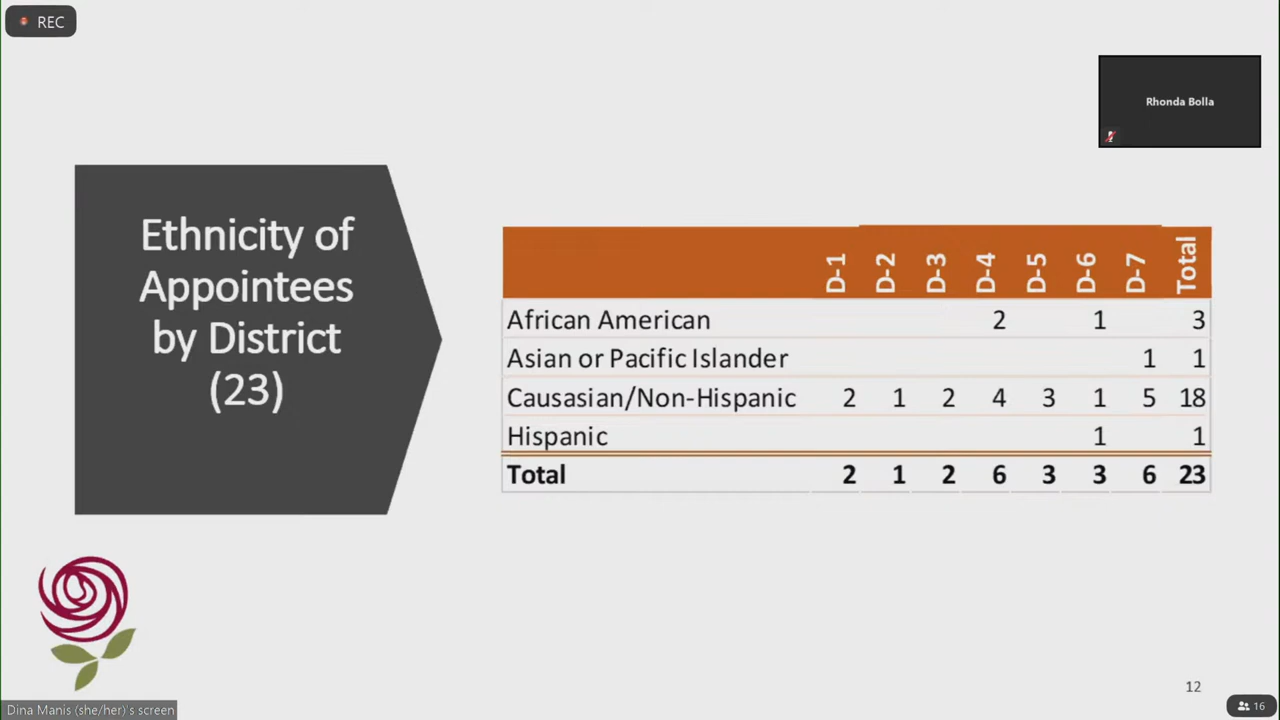 REC
Rhonda Bolla
Ethnicity of
Appointees
by District
(23)
D-1 D-2 D-3 D-4 D-5 D-6 D-7 Total
African American 2 1 3
Asian or Pacific Islander 1 1
Causasian/Non-Hispanic 2 1 2 4 3 1 5 18
Hispanic 1 1
Total 2 1 2 6 3 3 6 23
12
Dina Manis (she/her)'s screen
16